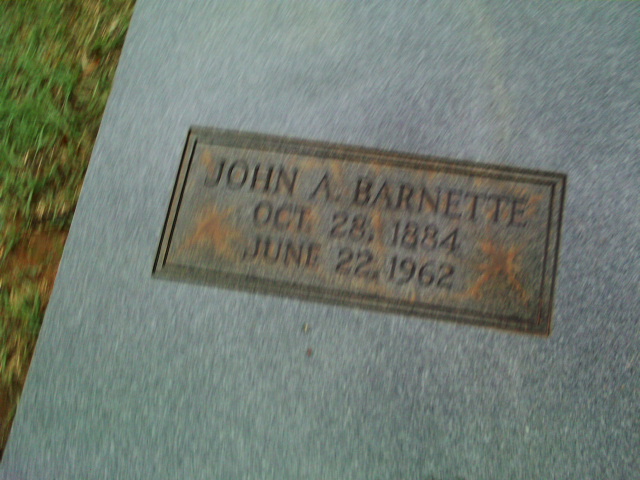 JOHN A. BARNETTE
OCT. 28, 1884
JUNE 22, 1962